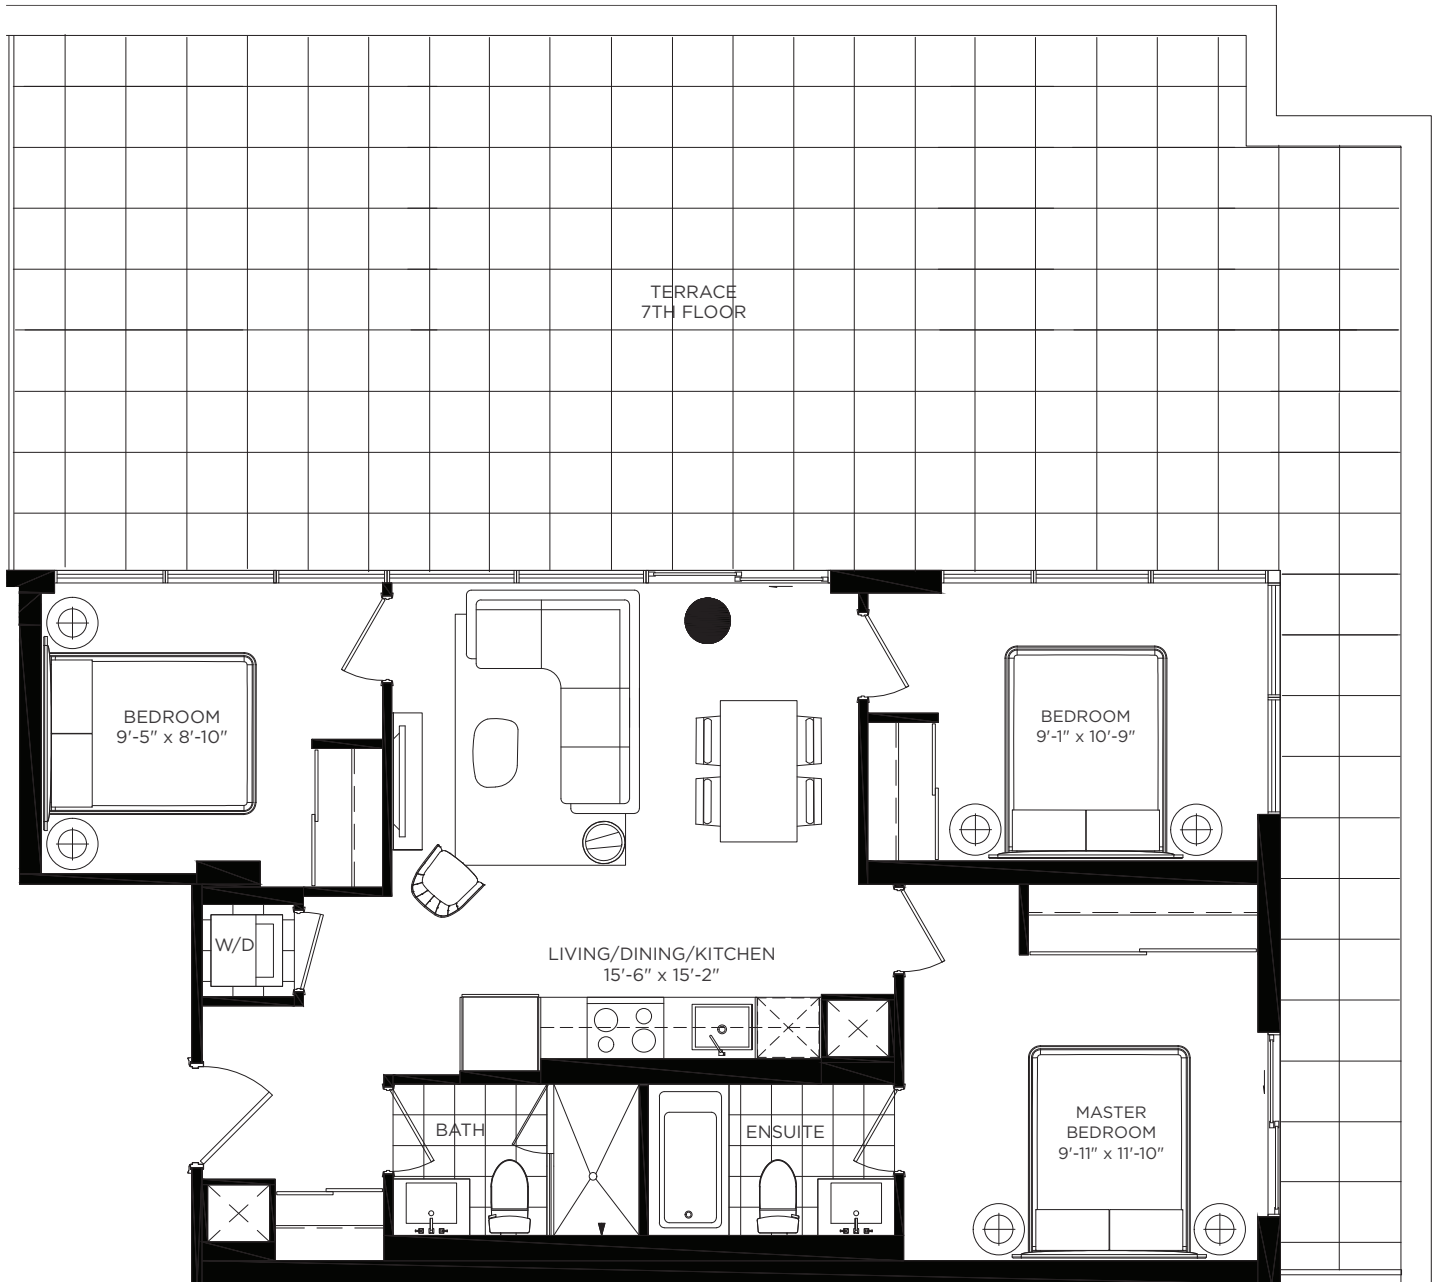 TERRACE
7TH FLOOR
BEDROOM
9'-5" x 8'-10"
BEDROOM
9'-1" x 10'-9"
W/D
LIVING/DINING/KITCHEN
15'-6" x 15'-2"
BATH
ENSUITE
MASTER
BEDROOM
9'-11" x 11'-10"